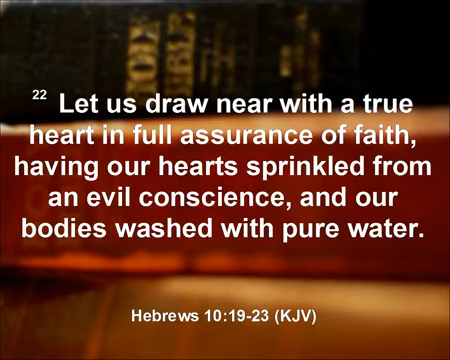 22 Let us draw near with a true
heart in full assurance of faith,
having our hearts sprinkled from
an evil conscience, and our
bodies washed with pure water.
Hebrews 10:19-23 (KJV)